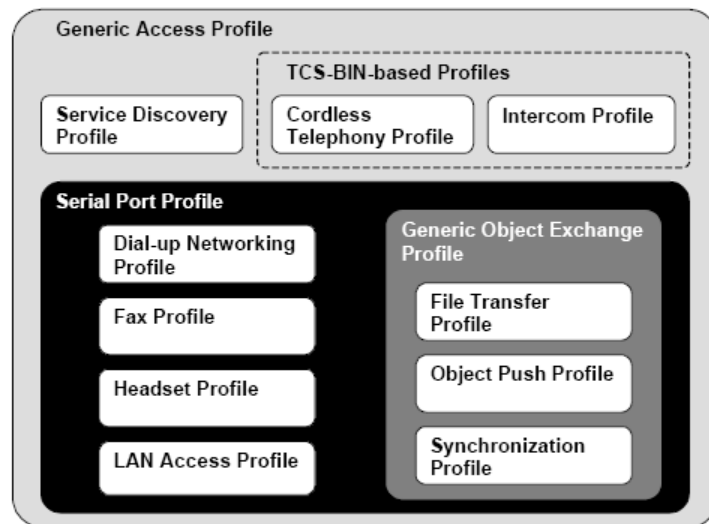 Generic Access Profile
TCS-BIN-based Profiles
Service Discovery
Profile
Cordless
Telephony Profile
Intercom Profile
Serial Port Profile
Dial-up Networking
Profile
Fax Profile
Headset Profile
LAN Access Profile
Generic Object Exchange
Profile
File Transfer
Profile
Object Push Profile
Synchronization
Profile